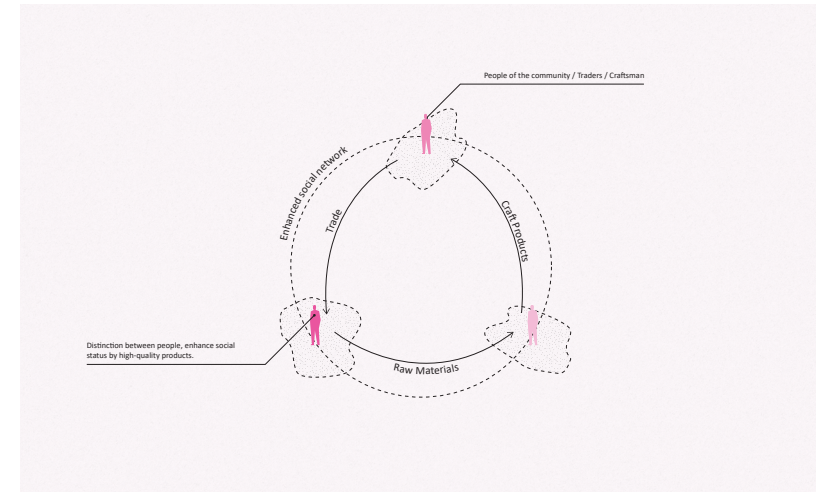 People of the community / Traders / Craftsman
Enhanced social network
Trade
Craft Products
Distinction between people, enhance social
status by high-quality products.
Raw Materials